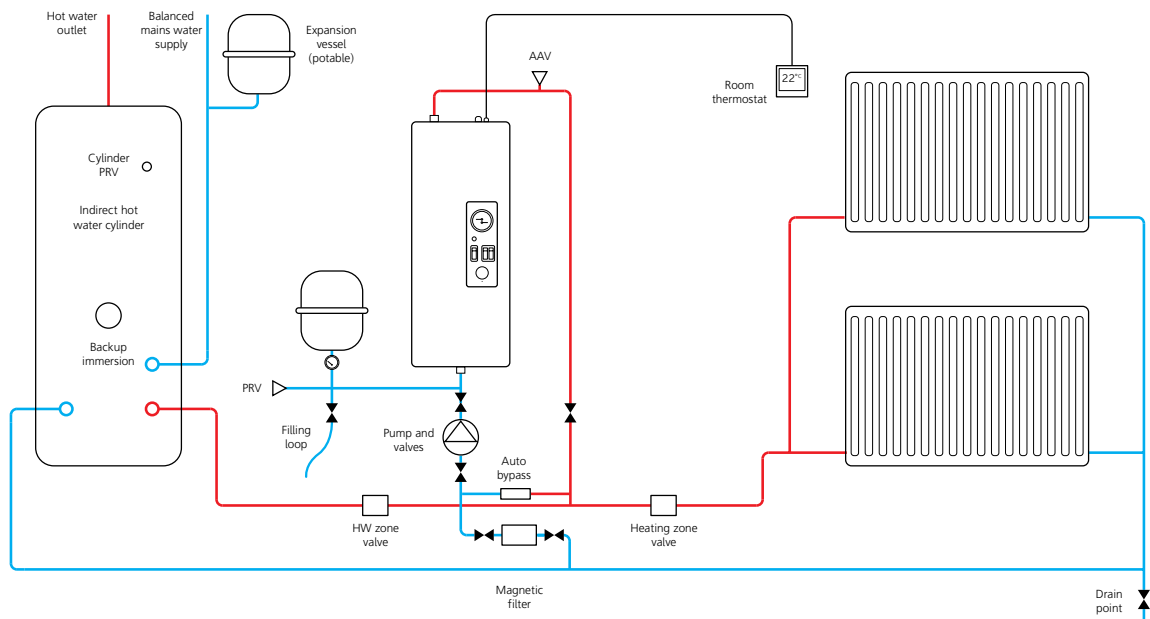 Hot water
outlet
Balanced
mains water
supply
Expansion
vessel
(potable)
AAV
Room
thermostat
22°C
Cylinder
PRV
Indirect hot
water cylinder
Backup
immersion
PRV
Filling
loop
Pump and
valves
Auto
bypass
HW zone
valve
Heating zone
valve
Magnetic
filter
Drain
point